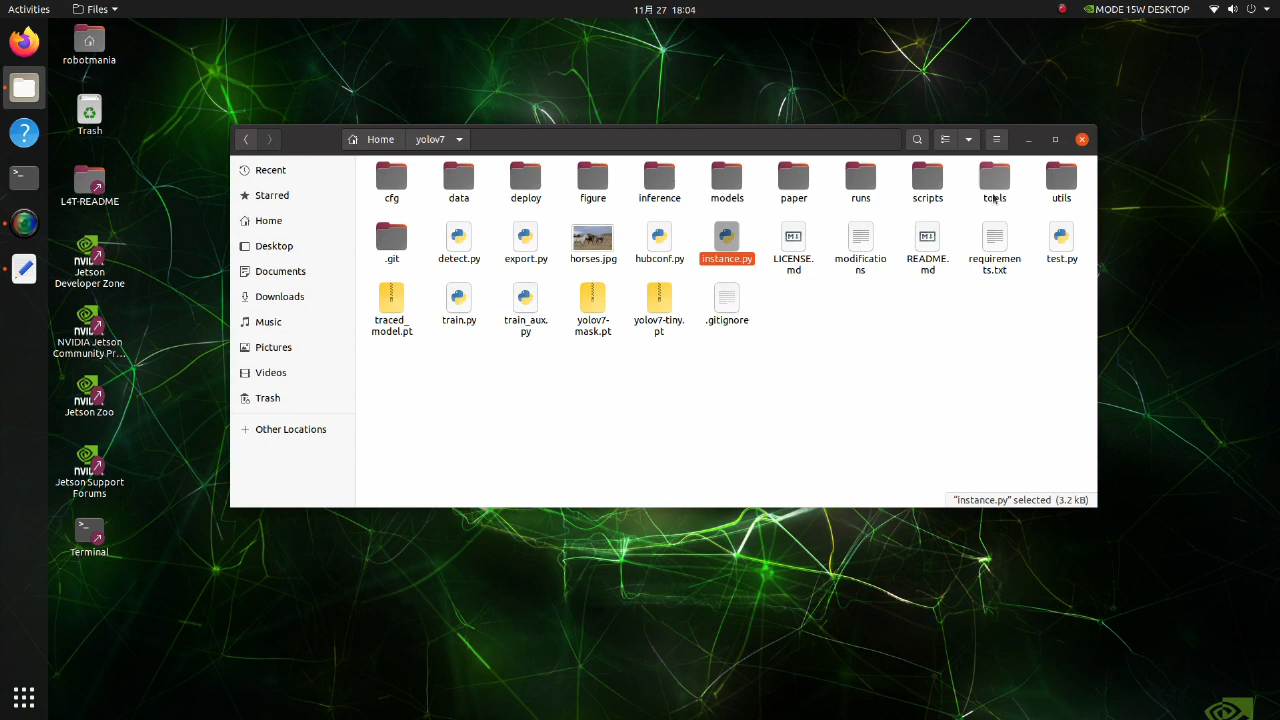 Activities
Files
11月 27 18:04
MODE 15W DESKTOP
robotmania
Trash
L4T-README
Jetson
Developer Zone
NVIDIA Jetson
Community Pr...
Jetson Zoo
Jetson Support
Forums
Terminal
Home
yolov7
Recent
Starred
Home
Desktop
Documents
Downloads
Music
Pictures
Videos
Trash
+ Other Locations
cfg
data
deploy
figure
inference
models
paper
runs
scripts
tools
utils
.git
detect.py
export.py
horses.jpg
hubconf.py
instance.py
LICENSE.
md
modificatio
ns
README.
md
requiremen
ts.txt
test.py
traced_
model.pt
train.py
train_aux.
py
yolov7-
mask.pt
yolov7-tiny.
pt
.gitignore
"instance.py" selected (3.2 kB)